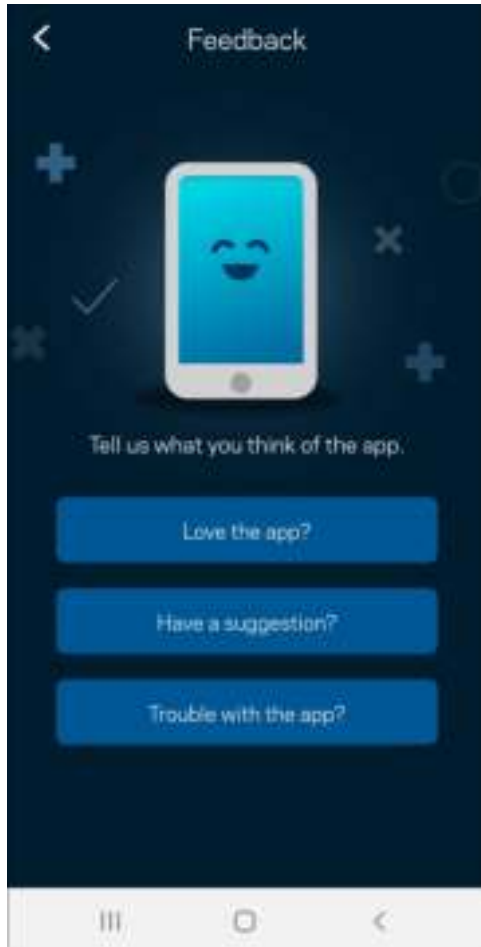 Feedback
Tell us what you think of the app.
Love the app?
Have a suggestion?
Trouble with the app?